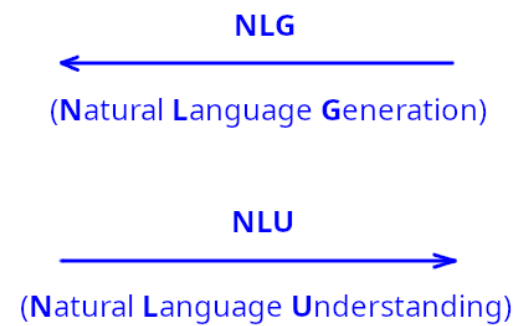 NLG
(Natural Language Generation)
NLU
(Natural Language Understanding)